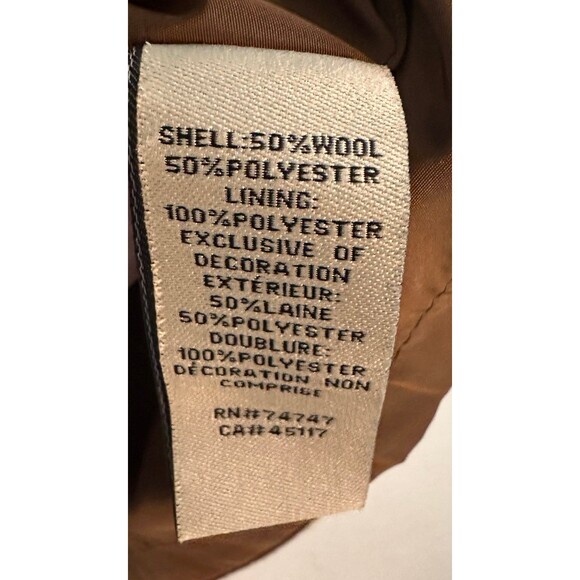 SHELL:50%WOOL
50%POLYESTER
LINING:
100%POLYESTER
EXCLUSIVE OF
DECORATION
EXTÉRIEUR:
50%LAINE
50%POLYESTER
DOUBLURE:
100%POLYESTER
DÉCORATION NON
COMPRISE
RN#74747
CA#45117